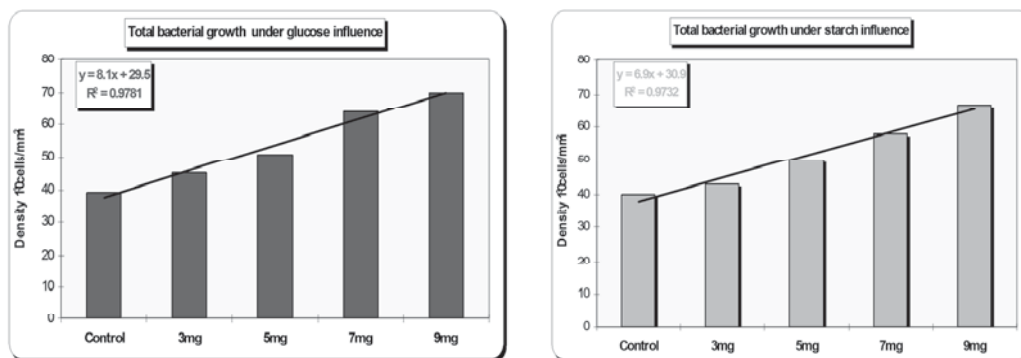 Total bacterial growth under glucose influence
y = 8.1x + 29.5
R² = 0.9781
Density
80
70
60
50
40
30
20
10
0
Control 3mg 5mg 7mg 9mg
Total bacterial growth under starch influence
y = 6.9x + 30.9
R² = 0.9732
Density
80
70
60
50
40
30
20
10
0
Control 3mg 5mg 7mg 9mg